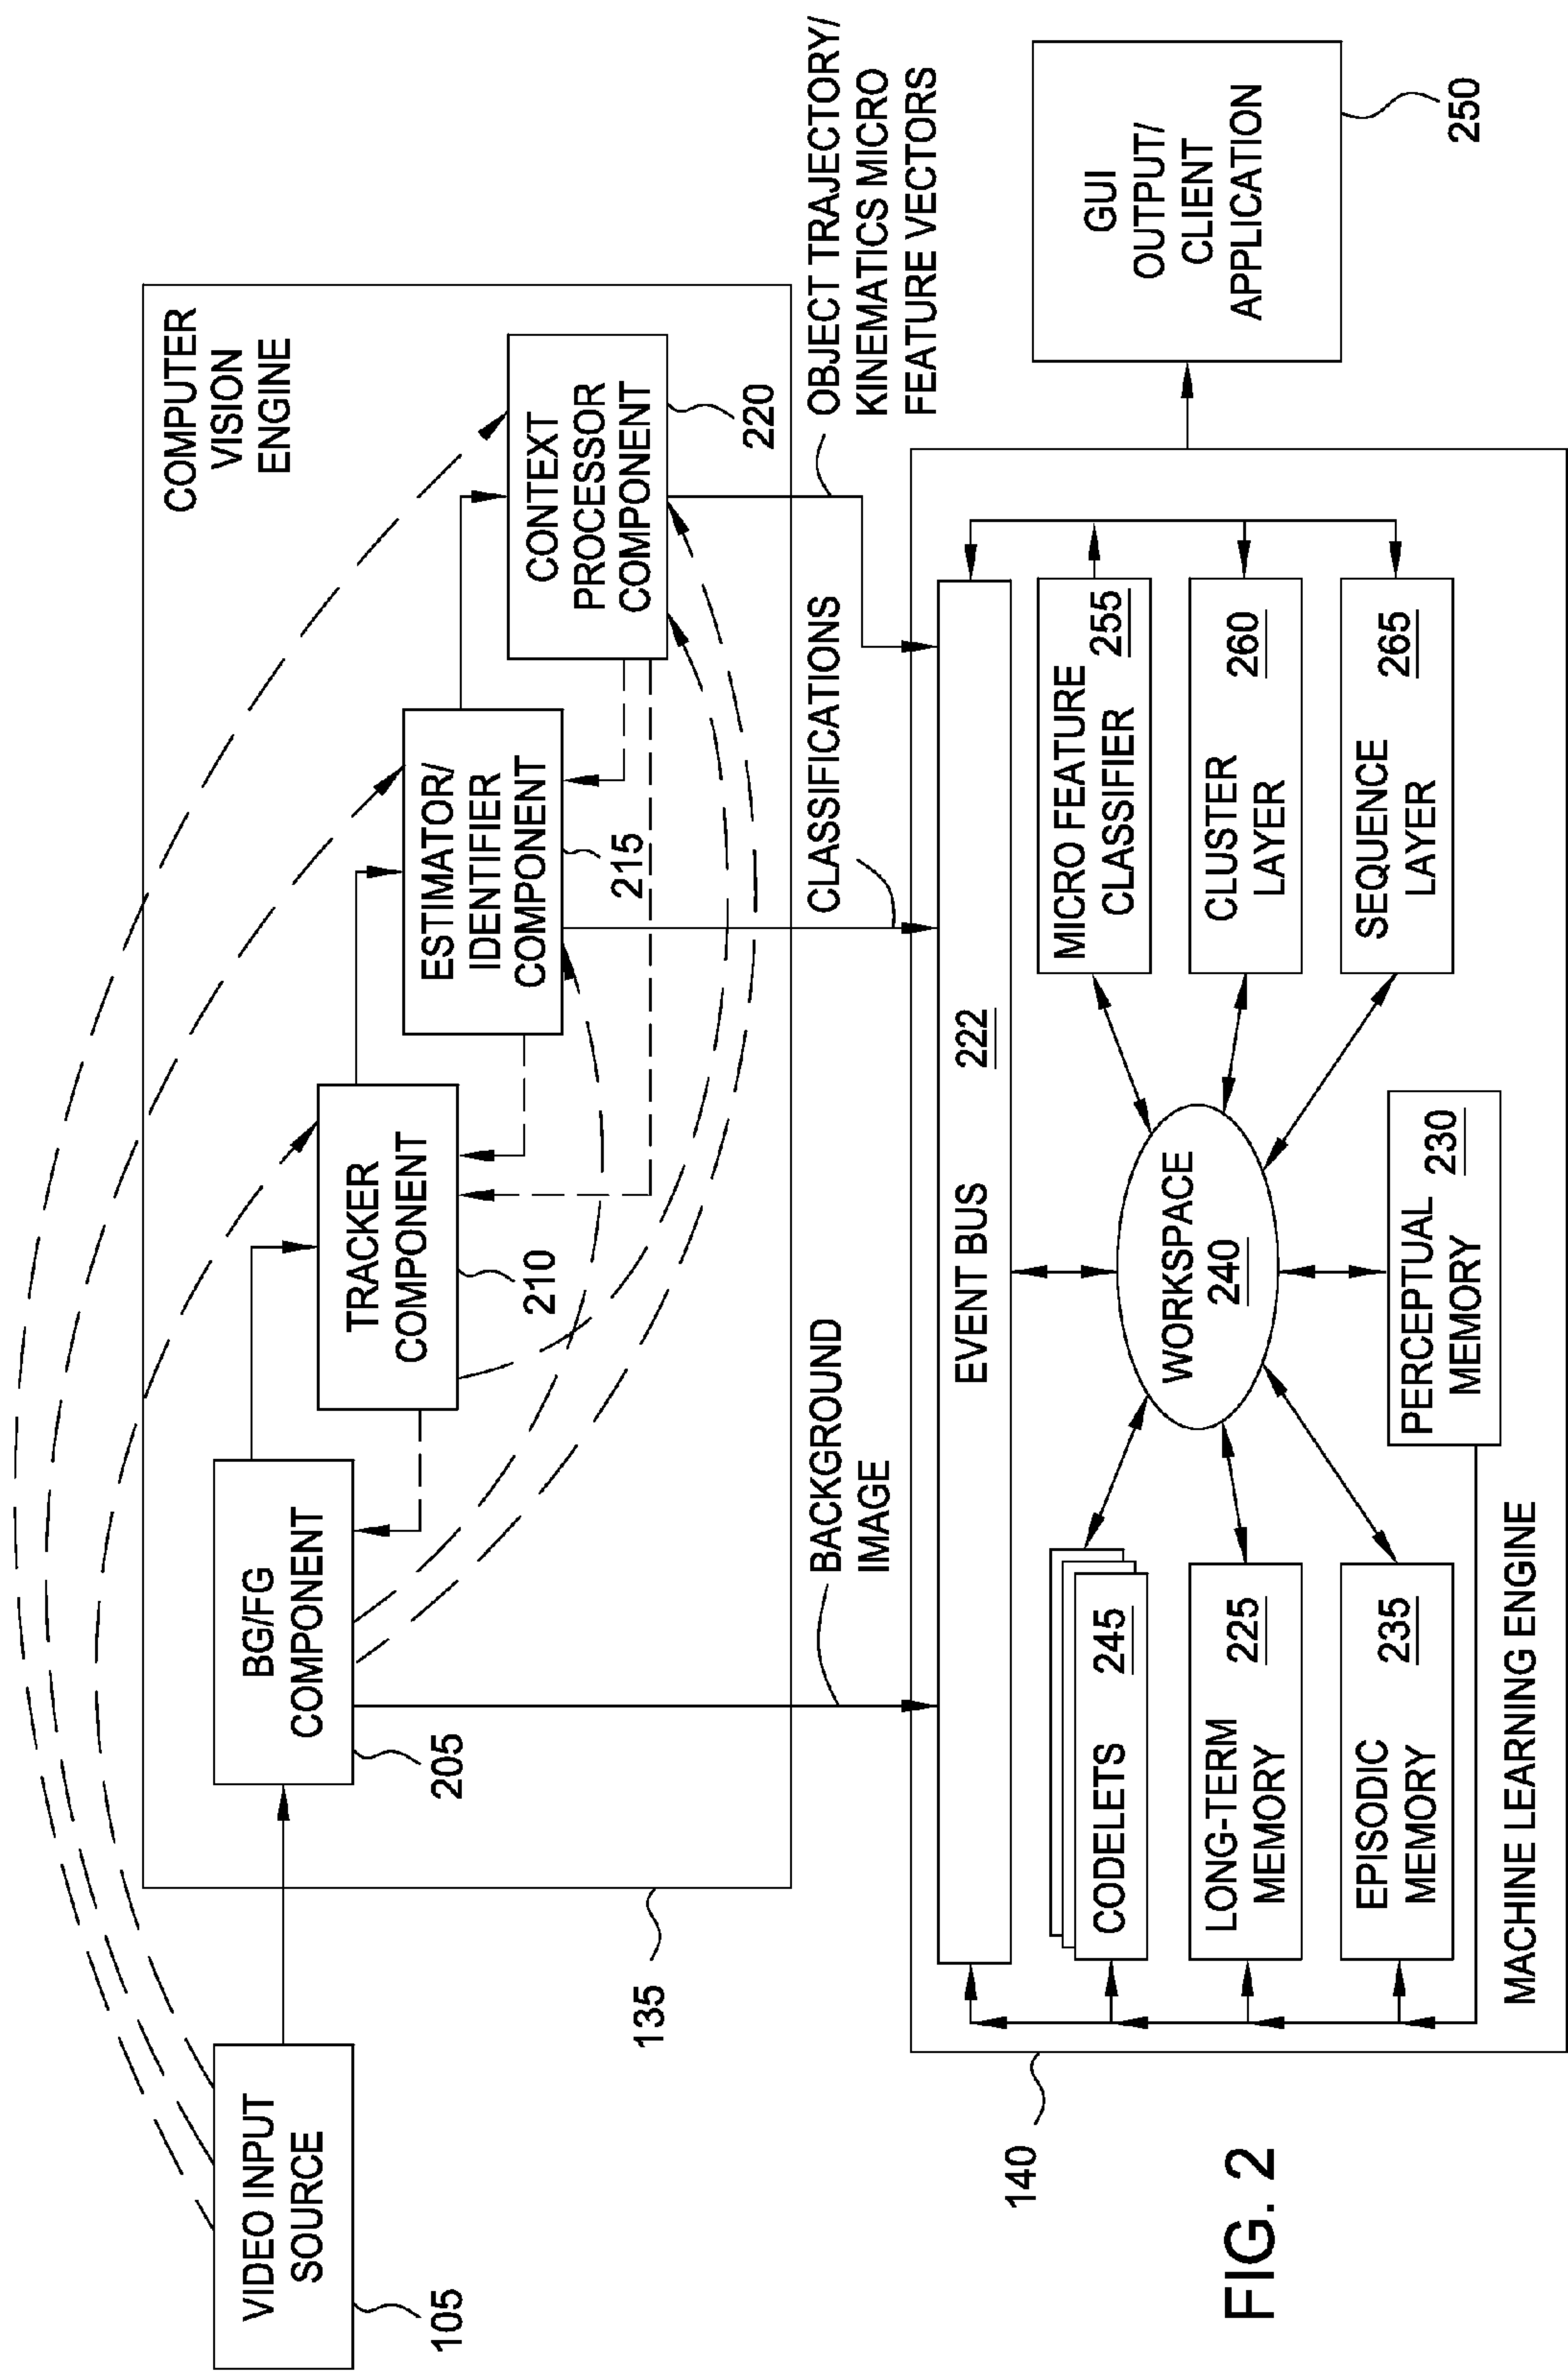 VIDEO INPUT
SOURCE
105
COMPUTER
VISION
ENGINE
135
BG/FG
COMPONENT
205
TRACKER
COMPONENT
210
ESTIMATOR/
IDENTIFIER
COMPONENT
215
CONTEXT
PROCESSOR
COMPONENT
220
BACKGROUND
IMAGE
CLASSIFICATIONS
OBJECT TRAJECTORY/
KINEMATICS MICRO
FEATURE VECTORS
EVENT BUS 222
CODELETS 245
LONG-TERM
MEMORY 225
EPISODIC
MEMORY 235
WORKSPACE
240
PERCEPTUAL
MEMORY 230
MICRO FEATURE
CLASSIFIER 255
CLUSTER
LAYER 260
SEQUENCE
LAYER 265
MACHINE LEARNING ENGINE
140
GUI
OUTPUT/
CLIENT
APPLICATION
250
FIG. 2